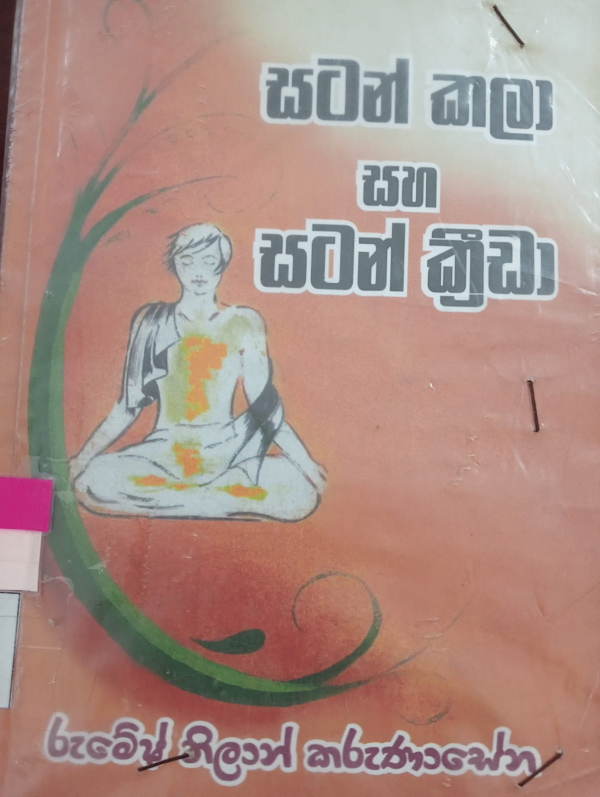 සටන් කලා
සහ
සටන් ක්‍රීඩා
රුමේෂ් නිලාන් කරුණාසේන